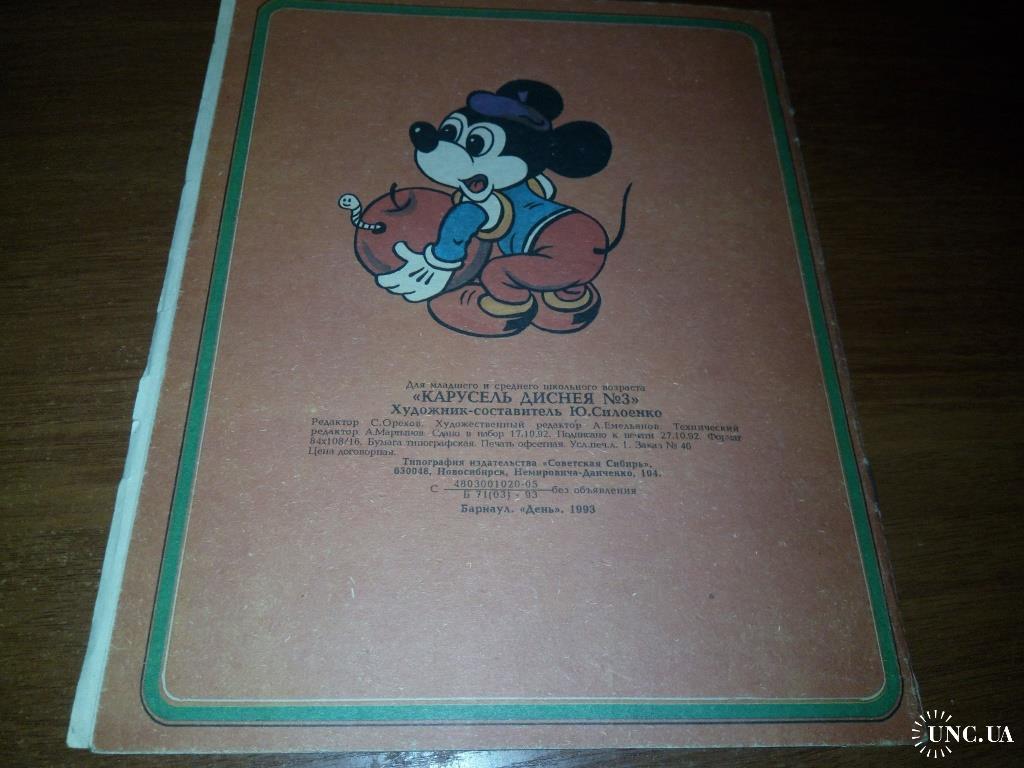 Для младшего и среднего школьного возраста
«КАРУСЕЛЬ ДИСНЕЯ №3»
Художник-составитель Ю.Силоенко
Редактор С.Орехов. Художественный редактор А.Емельянов. Технический
редактор А.Мартынов. Сдано в набор 17.10.92. Подписано к печати 27.10.92. Формат
84х108/16. Бумага типографская. Печать офсетная. Усл.печ.л. 1. Заказ № 46
Цена договорная.
Типография издательства «Советская Сибирь»,
630048, Новосибирск, Немировича-Данченко, 104.
С 4803001020-05 без объявления
Б 71(03) - 93
Барнаул. «День», 1993
UNC.UA